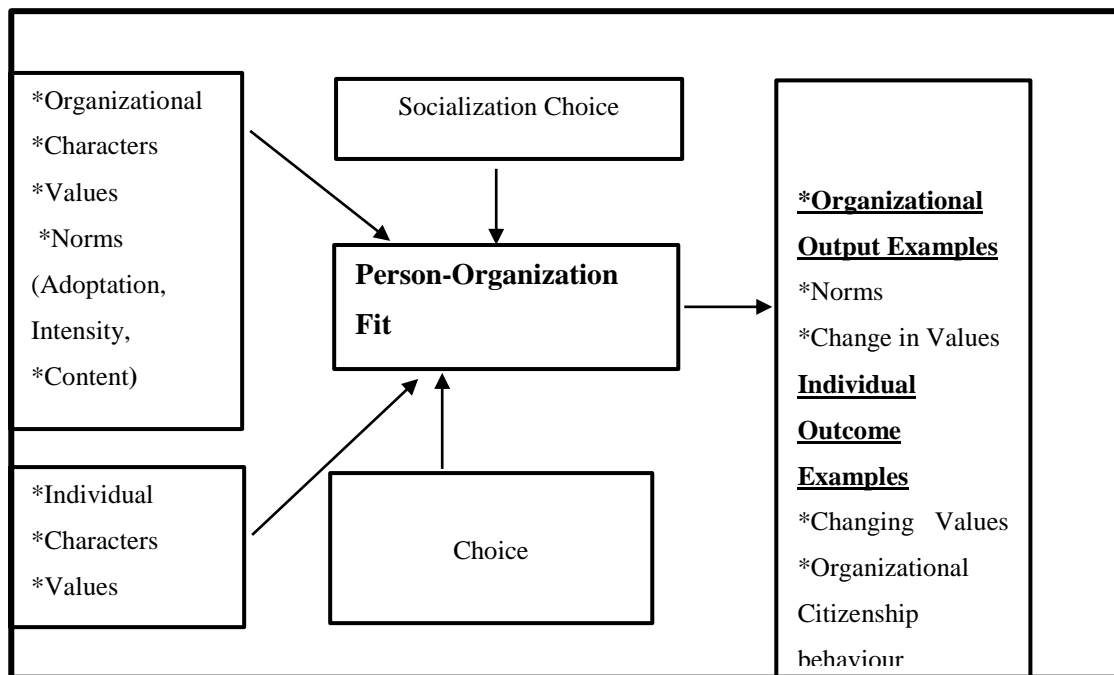 *Organizational
*Characters
*Values
*Norms
(Adoptation,
Intensity,
*Content)
*Individual
*Characters
*Values
Socialization Choice
Person-Organization
Fit
Choice
*Organizational
Output Examples
*Norms
*Change in Values
Individual
Outcome
Examples
*Changing Values
*Organizational
Citizenship
behaviour